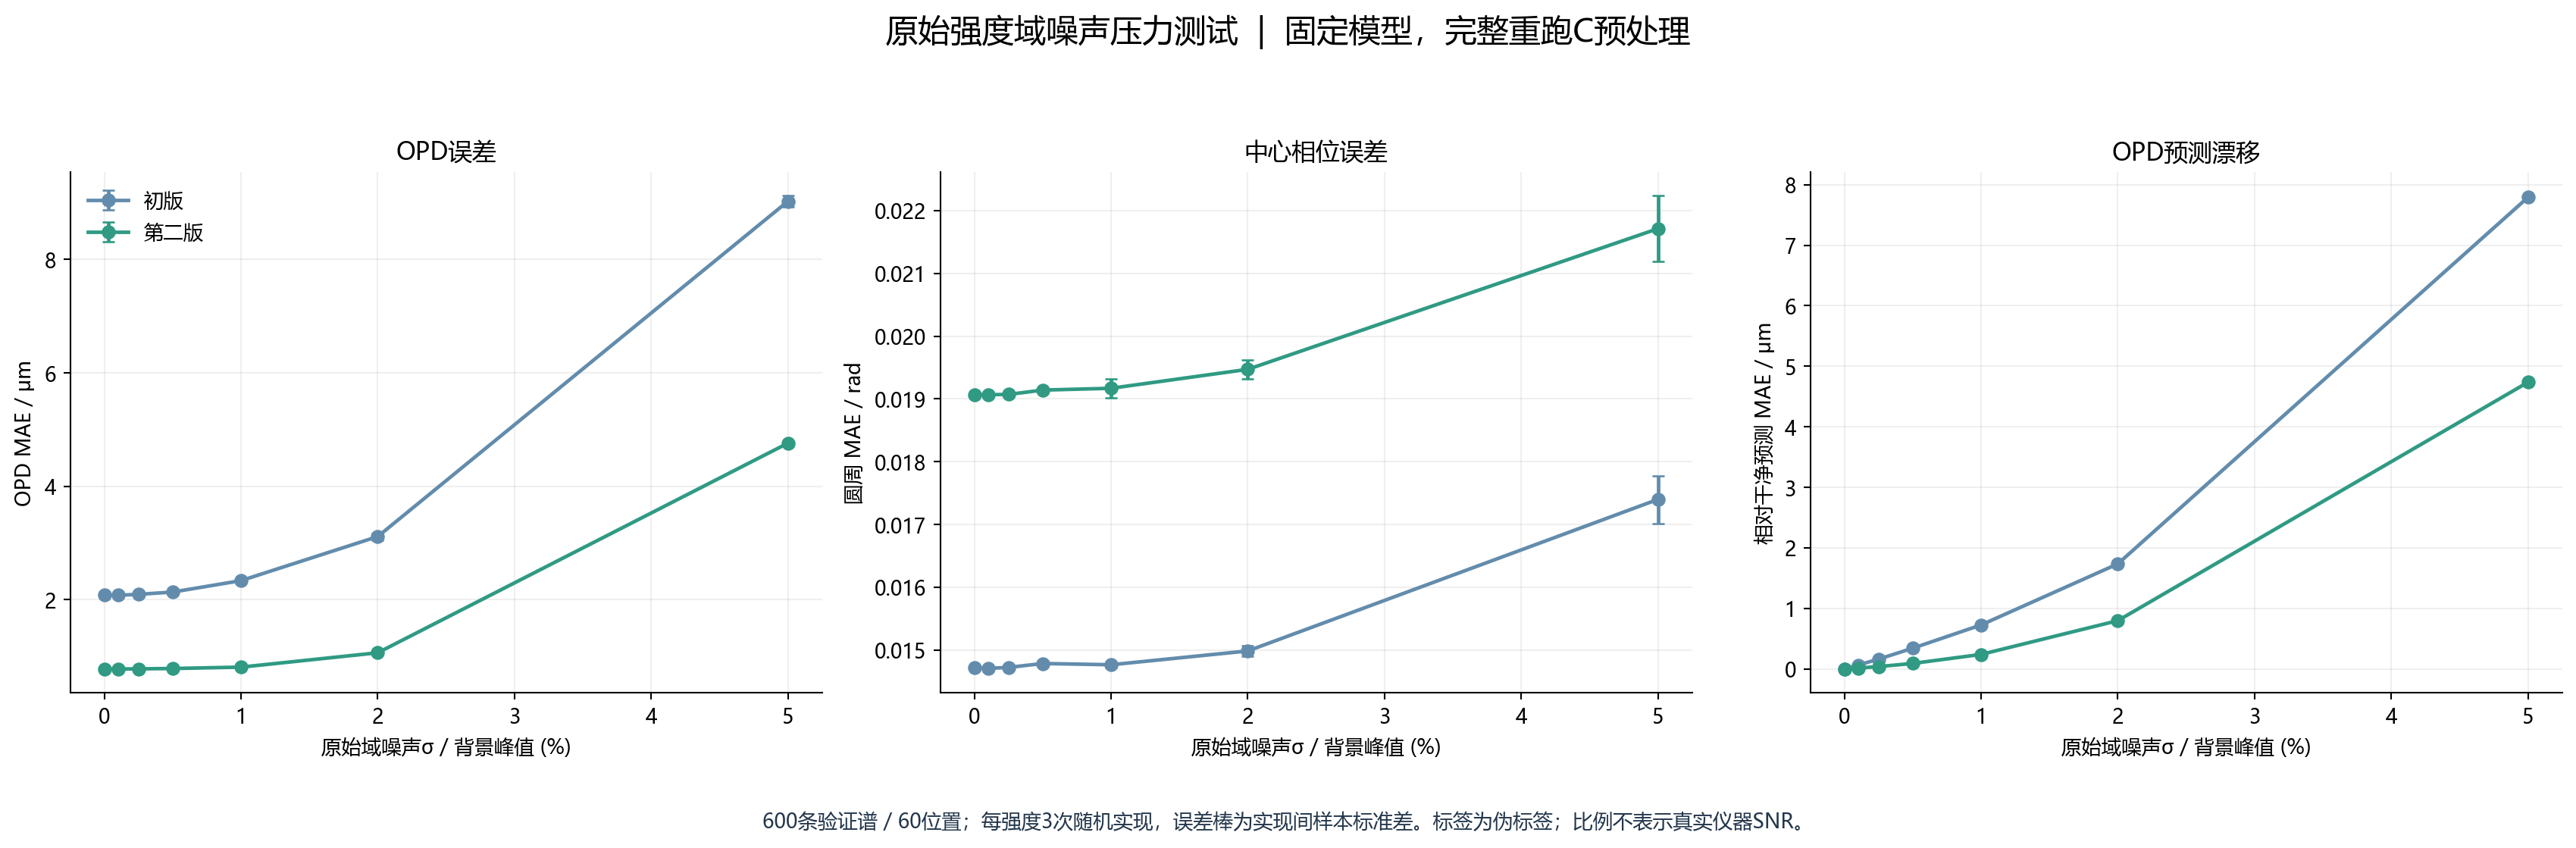 原始强度域噪声压力测试 | 固定模型，完整重跑C预处理
OPD误差
初版
第二版
8
6
4
2
OPD MAE / μm
0 1 2 3 4 5
原始域噪声σ / 背景峰值 (%)
中心相位误差
0.022
0.021
0.020
0.019
0.018
0.017
0.016
0.015
圆周 MAE / rad
0 1 2 3 4 5
原始域噪声σ / 背景峰值 (%)
OPD预测漂移
8
7
6
5
4
3
2
1
0
相对干净预测 MAE / μm
0 1 2 3 4 5
原始域噪声σ / 背景峰值 (%)
600条验证谱 / 60位置；每强度3次随机实现，误差棒为实现间样本标准差。标签为伪标签；比例不表示真实仪器SNR。